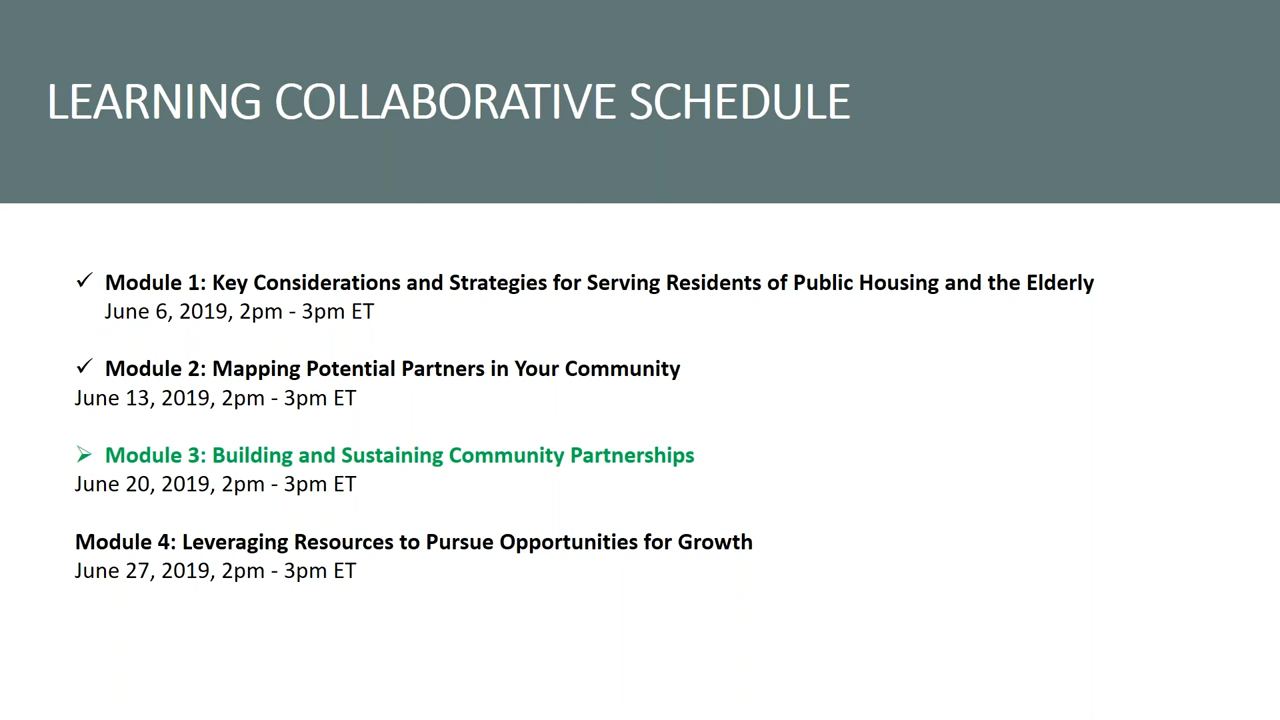 LEARNING COLLABORATIVE SCHEDULE
✓ Module 1: Key Considerations and Strategies for Serving Residents of Public Housing and the Elderly
June 6, 2019, 2pm - 3pm ET
✓ Module 2: Mapping Potential Partners in Your Community
June 13, 2019, 2pm - 3pm ET
➢ Module 3: Building and Sustaining Community Partnerships
June 20, 2019, 2pm - 3pm ET
Module 4: Leveraging Resources to Pursue Opportunities for Growth
June 27, 2019, 2pm - 3pm ET